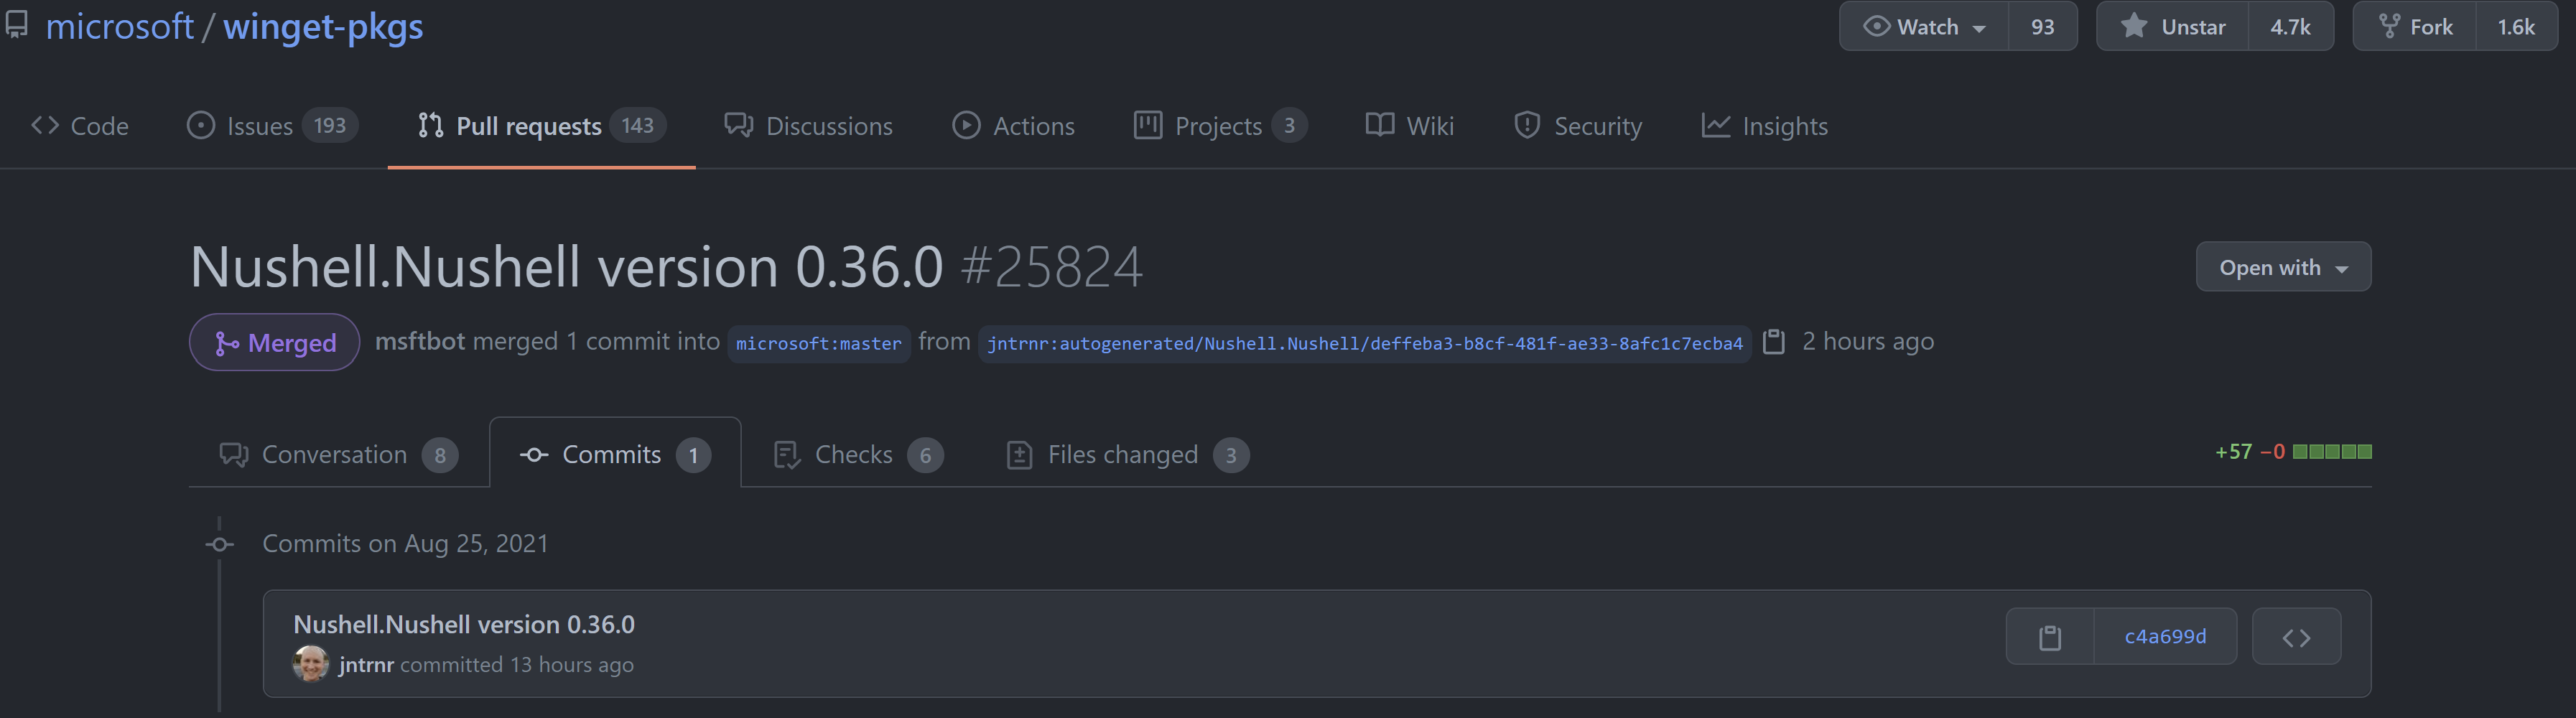 microsoft / winget-pkgs Watch 93 Unstar 4.7k Fork 1.6k
Code Issues 193 Pull requests 143 Discussions Actions Projects 3 Wiki Security Insights
Nushell.Nushell version 0.36.0 #25824 Open with
Merged msftbot merged 1 commit into microsoft:master from jntrnr:autogenerated/Nushell.Nushell/deffeba3-b8cf-481f-ae33-8afc1c7ecba4 2 hours ago
Conversation 8 Commits 1 Checks 6 Files changed 3 +57 −0
Commits on Aug 25, 2021
Nushell.Nushell version 0.36.0
c4a699d
jntrnr committed 13 hours ago